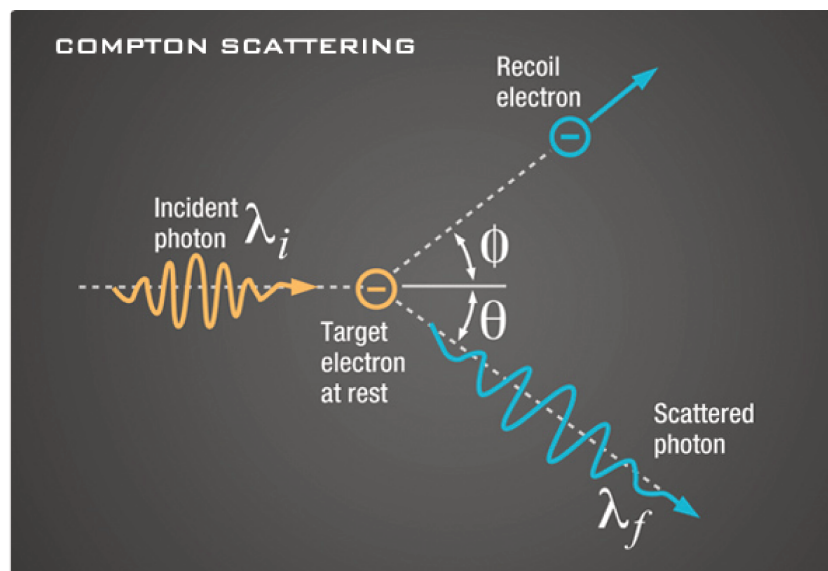 COMPTON SCATTERING
Recoil
electron
Incident
photon
λi
ϕ
θ
Target
electron
at rest
Scattered
photon
λf